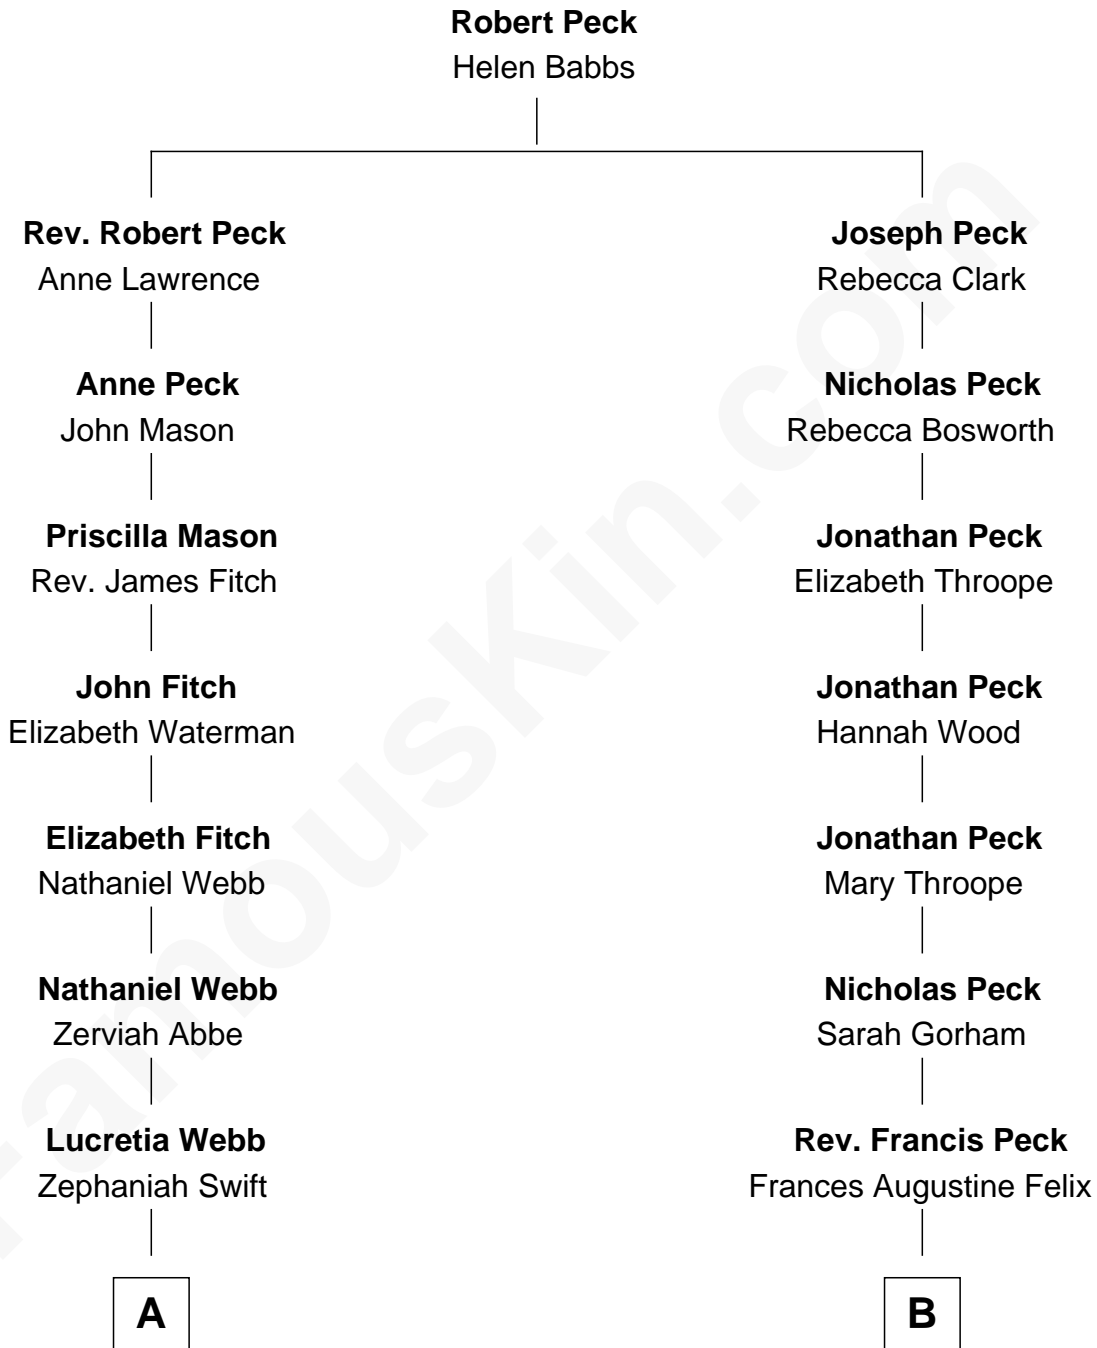 Robert Peck
Helen Babbs
Rev. Robert Peck
Anne Lawrence
Anne Peck
John Mason
Priscilla Mason
Rev. James Fitch
John Fitch
Elizabeth Waterman
Elizabeth Fitch
Nathaniel Webb
Nathaniel Webb
Zerviah Abbe
Lucretia Webb
Zephaniah Swift
A
Joseph Peck
Rebecca Clark
Nicholas Peck
Rebecca Bosworth
Jonathan Peck
Elizabeth Throope
Jonathan Peck
Hannah Wood
Jonathan Peck
Mary Throope
Nicholas Peck
Sarah Gorham
Rev. Francis Peck
Frances Augustine Felix
B
FamousKin.com